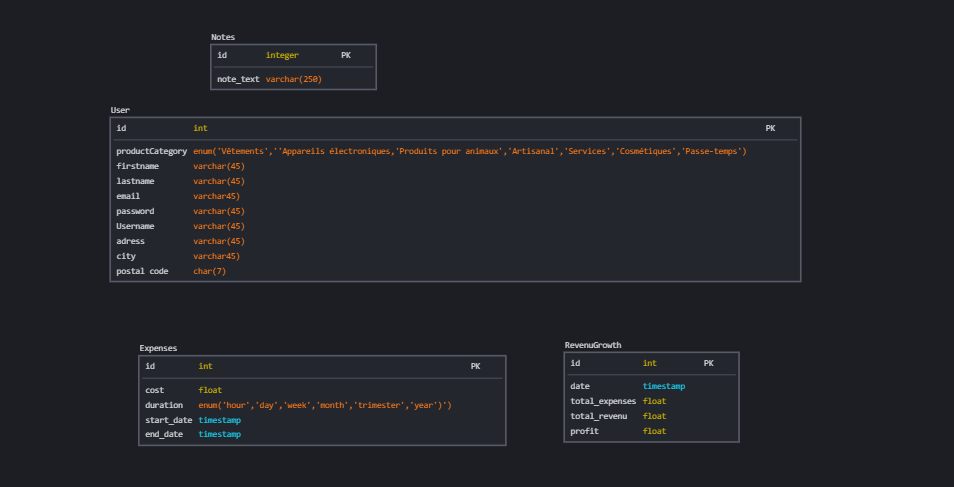 Notes
id integer PK
note_text varchar(250)
User
id int PK
productCategory enum('Vêtements',''Appareils électroniques,'Produits pour animaux','Artisanal','Services','Cosmétiques','Passe-temps')
firstname varchar(45)
lastname varchar(45)
email varchar45)
password varchar(45)
Username varchar(45)
adress varchar(45)
city varchar45)
postal code char(7)
Expenses
id int PK
cost float
duration enum('hour','day','week','month','trimester','year')')
start_date timestamp
end_date timestamp
RevenuGrowth
id int PK
date timestamp
total_expenses float
total_revenu float
profit float